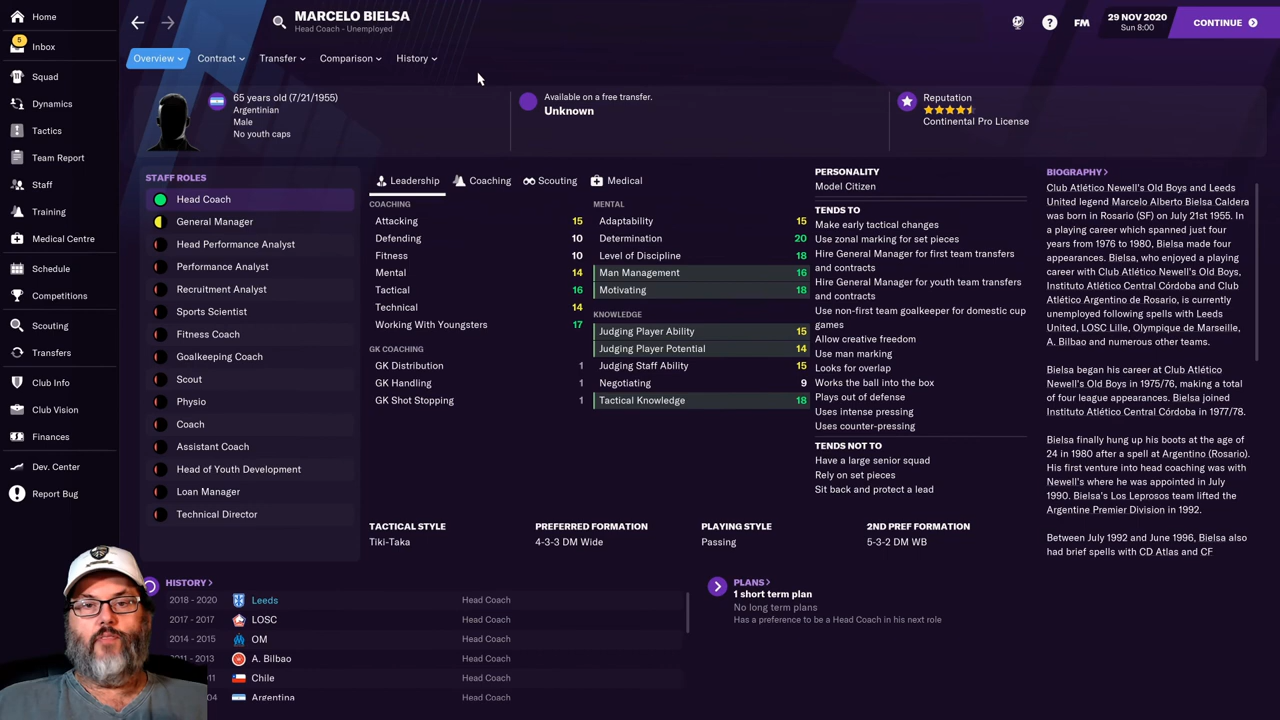 Home
MARCELO BIELSA
Head Coach - Unemployed
29 NOV 2020
Sun 8:00
FM
CONTINUE
5
Inbox
Squad
Dynamics
Tactics
Team Report
Staff
Training
Medical Centre
Schedule
Competitions
Scouting
Transfers
Club Info
Club Vision
Finances
Dev. Center
Report Bug
Overview
Contract
Transfer
Comparison
History
65 years old (7/21/1955)
Argentinian
Male
No youth caps
Available on a free transfer.
Unknown
Reputation
Continental Pro License
STAFF ROLES
Head Coach
General Manager
Head Performance Analyst
Performance Analyst
Recruitment Analyst
Sports Scientist
Fitness Coach
Goalkeeping Coach
Scout
Physio
Coach
Assistant Coach
Head of Youth Development
Loan Manager
Technical Director
Leadership
Coaching
Scouting
Medical
COACHING
Attacking 15
Defending 10
Fitness 10
Mental 14
Tactical 16
Technical 14
Working With Youngsters 17
GK COACHING
GK Distribution 1
GK Handling 1
GK Shot Stopping 1
MENTAL
Adaptability 15
Determination 20
Level of Discipline 18
Man Management 16
Motivating 18
KNOWLEDGE
Judging Player Ability 15
Judging Player Potential 14
Judging Staff Ability 15
Negotiating 9
Tactical Knowledge 18
PERSONALITY
Model Citizen
TENDS TO
Make early tactical changes
Use zonal marking for set pieces
Hire General Manager for first team transfers
and contracts
Hire General Manager for youth team transfers
and contracts
Use non-first team goalkeeper for domestic cup
games
Allow creative freedom
Use man marking
Looks for overlap
Works the ball into the box
Plays out of defense
Uses intense pressing
Uses counter-pressing
TENDS NOT TO
Have a large senior squad
Rely on set pieces
Sit back and protect a lead
BIOGRAPHY
Club Atlético Newell's Old Boys and Leeds
United legend Marcelo Alberto Bielsa Caldera
was born in Rosario (SF) on July 21st 1955. In
a playing career which spanned just four
years from 1976 to 1980, Bielsa made four
appearances. Bielsa, who enjoyed a playing
career with Club Atlético Newell's Old Boys,
Instituto Atlético Central Córdoba and Club
Atlético Argentino de Rosario, is currently
unemployed following spells with Leeds
United, LOSC Lille, Olympique de Marseille,
A. Bilbao and numerous other teams.
Bielsa began his career at Club Atlético
Newell's Old Boys in 1975/76, making a total
of four league appearances. Bielsa joined
Instituto Atlético Central Córdoba in 1977/78.
Bielsa finally hung up his boots at the age of
24 in 1980 after a spell at Argentino (Rosario).
His first venture into head coaching was with
Newell's where he was appointed in July
1990. Bielsa's Los Leprosos team lifted the
Argentine Premier Division in 1992.
Between July 1992 and June 1996, Bielsa also
had brief spells with CD Atlas and CF
TACTICAL STYLE
Tiki-Taka
PREFERRED FORMATION
4-3-3 DM Wide
PLAYING STYLE
Passing
2ND PREF FORMATION
5-3-2 DM WB
HISTORY
2018 - 2020 Leeds Head Coach
2017 - 2017 LOSC Head Coach
2014 - 2015 OM Head Coach
2011 - 2013 A. Bilbao Head Coach
Chile Head Coach
Argentina Head Coach
PLANS
1 short term plan
No long term plans
Has a preference to be a Head Coach in his next role